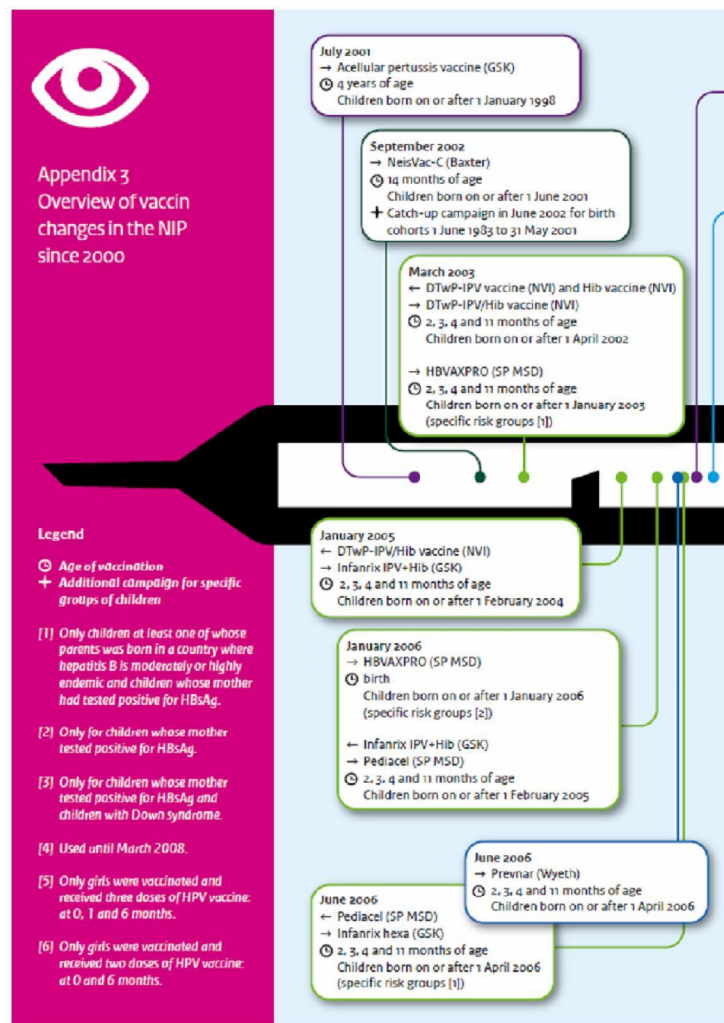 Appendix 3
Overview of vaccin
changes in the NIP
since 2000
Legend
Age of vaccination
+ Additional campaign for specific
groups of children
[1] Only children at least one of whose
parents was born in a country where
hepatitis B is moderately or highly
endemic and children whose mother
had tested positive for HBsAg.
[2] Only for children whose mother
tested positive for HBsAg.
[3] Only for children whose mother
tested positive for HBsAg and
children with Down syndrome.
[4] Used until March 2008.
[5] Only girls were vaccinated and
received three doses of HPV vaccine:
at 0, 1 and 6 months.
[6] Only girls were vaccinated and
received two doses of HPV vaccine:
at 0 and 6 months.
July 2001
→ Acellular pertussis vaccine (GSK)
4 years of age
Children born on or after 1 January 1998
September 2002
→ NeisVac-C (Baxter)
14 months of age
Children born on or after 1 June 2001
+ Catch-up campaign in June 2002 for birth
cohorts 1 June 1983 to 31 May 2001
March 2003
← DTwP-IPV vaccine (NVI) and Hib vaccine (NVI)
→ DTwP-IPV/Hib vaccine (NVI)
2, 3, 4 and 11 months of age
Children born on or after 1 April 2002
→ HBVAXPRO (SP MSD)
2, 3, 4 and 11 months of age
Children born on or after 1 January 2003
(specific risk groups [1])
January 2005
← DTwP-IPV/Hib vaccine (NVI)
→ Infanrix IPV+Hib (GSK)
2, 3, 4 and 11 months of age
Children born on or after 1 February 2004
January 2006
→ HBVAXPRO (SP MSD)
birth
Children born on or after 1 January 2006
(specific risk groups [2])
← Infanrix IPV+Hib (GSK)
→ Pediacel (SP MSD)
2, 3, 4 and 11 months of age
Children born on or after 1 February 2005
June 2006
→ Prevnar (Wyeth)
2, 3, 4 and 11 months of age
Children born on or after 1 April 2006
June 2006
← Pediacel (SP MSD)
→ Infanrix hexa (GSK)
2, 3, 4 and 11 months of age
Children born on or after 1 April 2006
(specific risk groups [1])